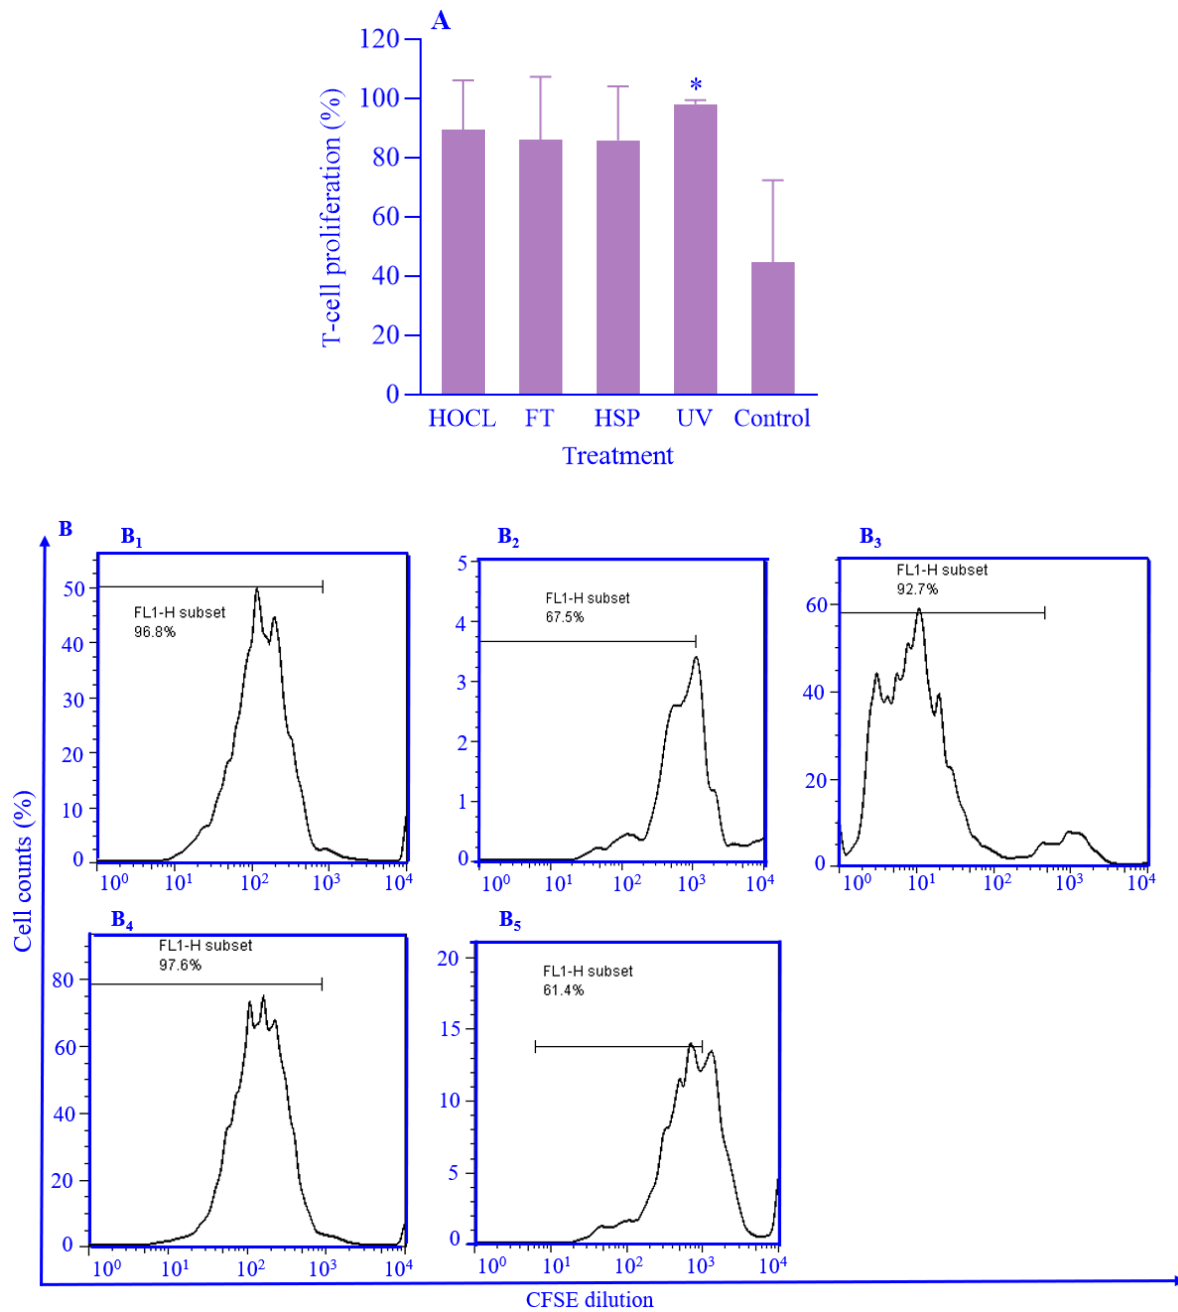 A
120
100
80
60
40
20
0
*
T-cell proliferation (%)
HOCL FT HSP UV Control
Treatment
B
B1
50
40
30
20
10
0
FL1-H subset
96.8%
10^0 10^1 10^2 10^3 10^4
B2
5
4
3
2
1
0
FL1-H subset
67.5%
10^0 10^1 10^2 10^3 10^4
B3
60
40
20
0
FL1-H subset
92.7%
10^0 10^1 10^2 10^3 10^4
B4
80
60
40
20
0
FL1-H subset
97.6%
10^0 10^1 10^2 10^3 10^4
B5
20
15
10
5
0
FL1-H subset
61.4%
10^0 10^1 10^2 10^3 10^4
Cell counts (%)
CFSE dilution